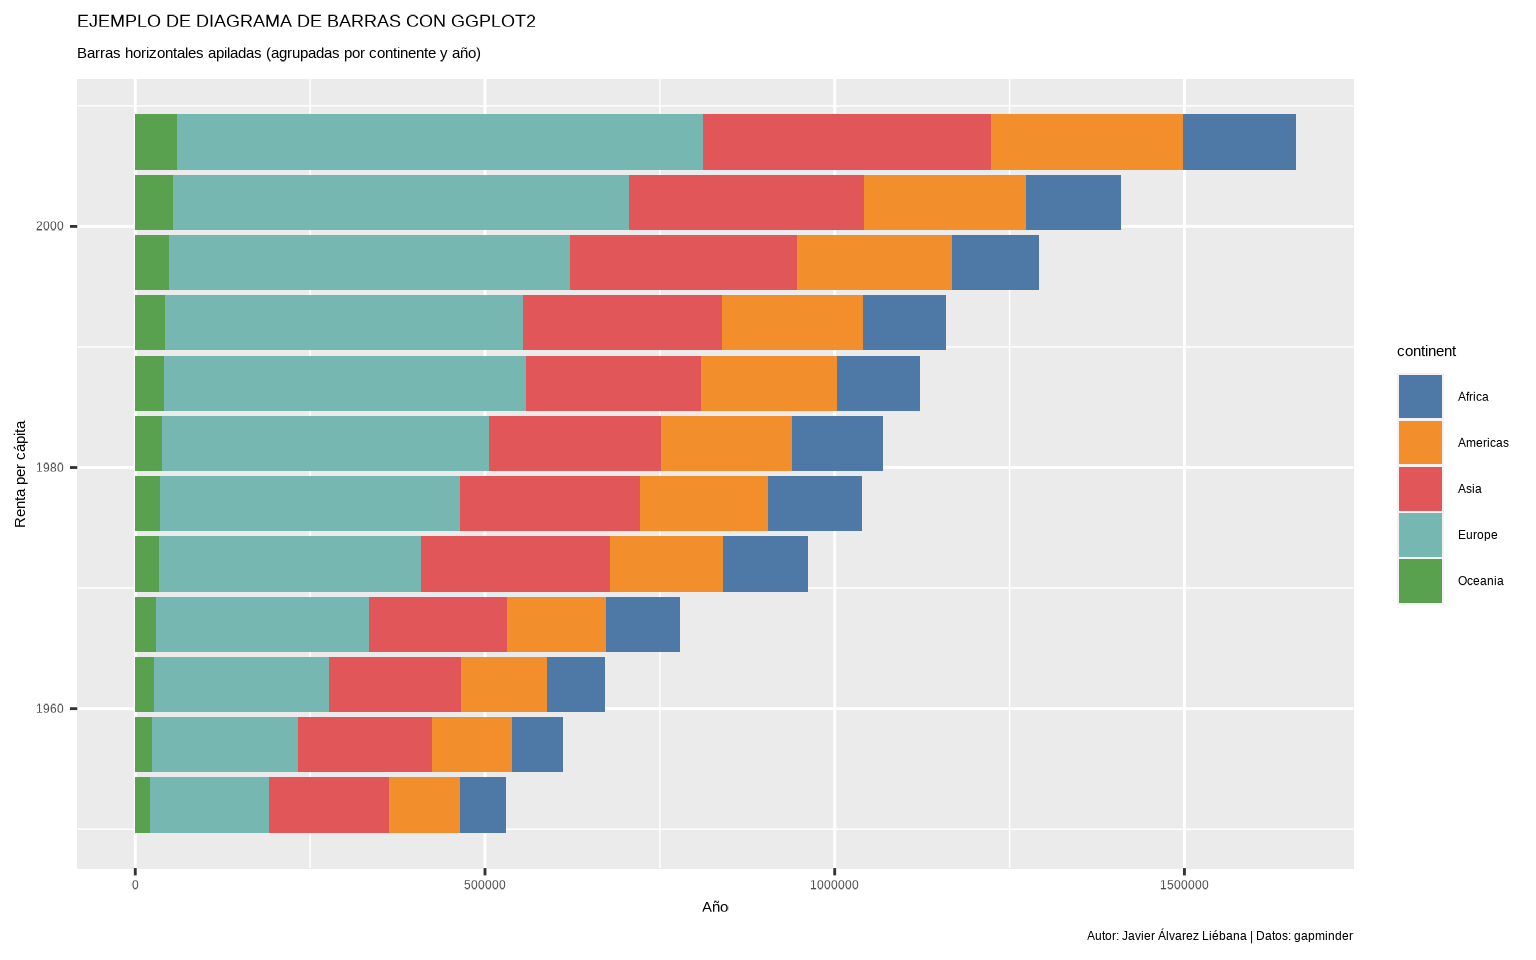 EJEMPLO DE DIAGRAMA DE BARRAS CON GGPLOT2
Barras horizontales apiladas (agrupadas por continente y año)
Renta per cápita
2000
1980
1960
0
500000
1000000
1500000
Año
continent
Africa
Americas
Asia
Europe
Oceania
Autor: Javier Álvarez Liébana | Datos: gapminder